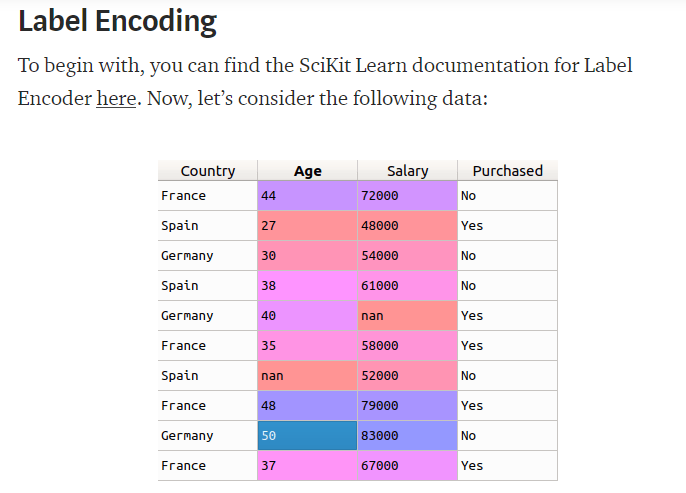 Label Encoding
To begin with, you can find the SciKit Learn documentation for Label
Encoder here. Now, let’s consider the following data:
Country Age Salary Purchased
France 44 72000 No
Spain 27 48000 Yes
Germany 30 54000 No
Spain 38 61000 No
Germany 40 nan Yes
France 35 58000 Yes
Spain nan 52000 No
France 48 79000 Yes
Germany 50 83000 No
France 37 67000 Yes